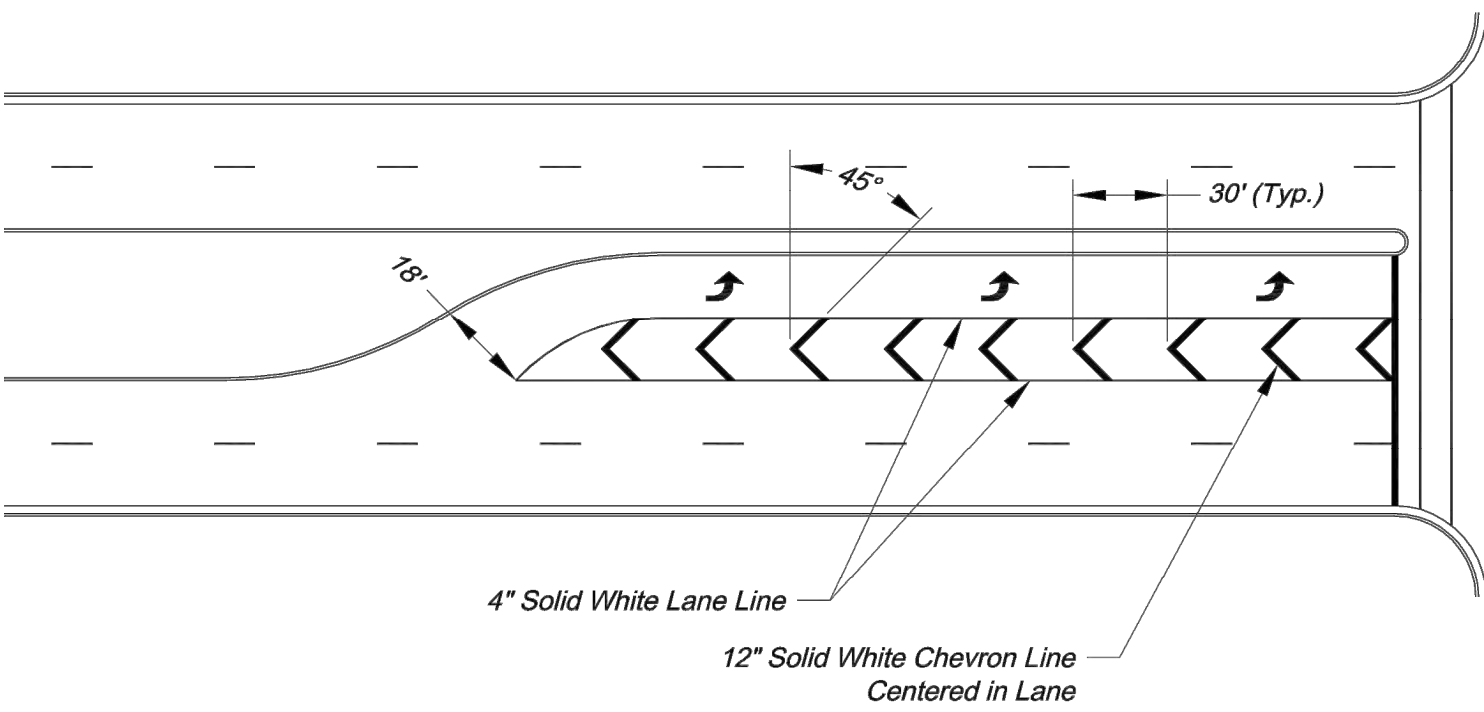 45°
30' (Typ.)
18'
4" Solid White Lane Line
12" Solid White Chevron Line
Centered in Lane